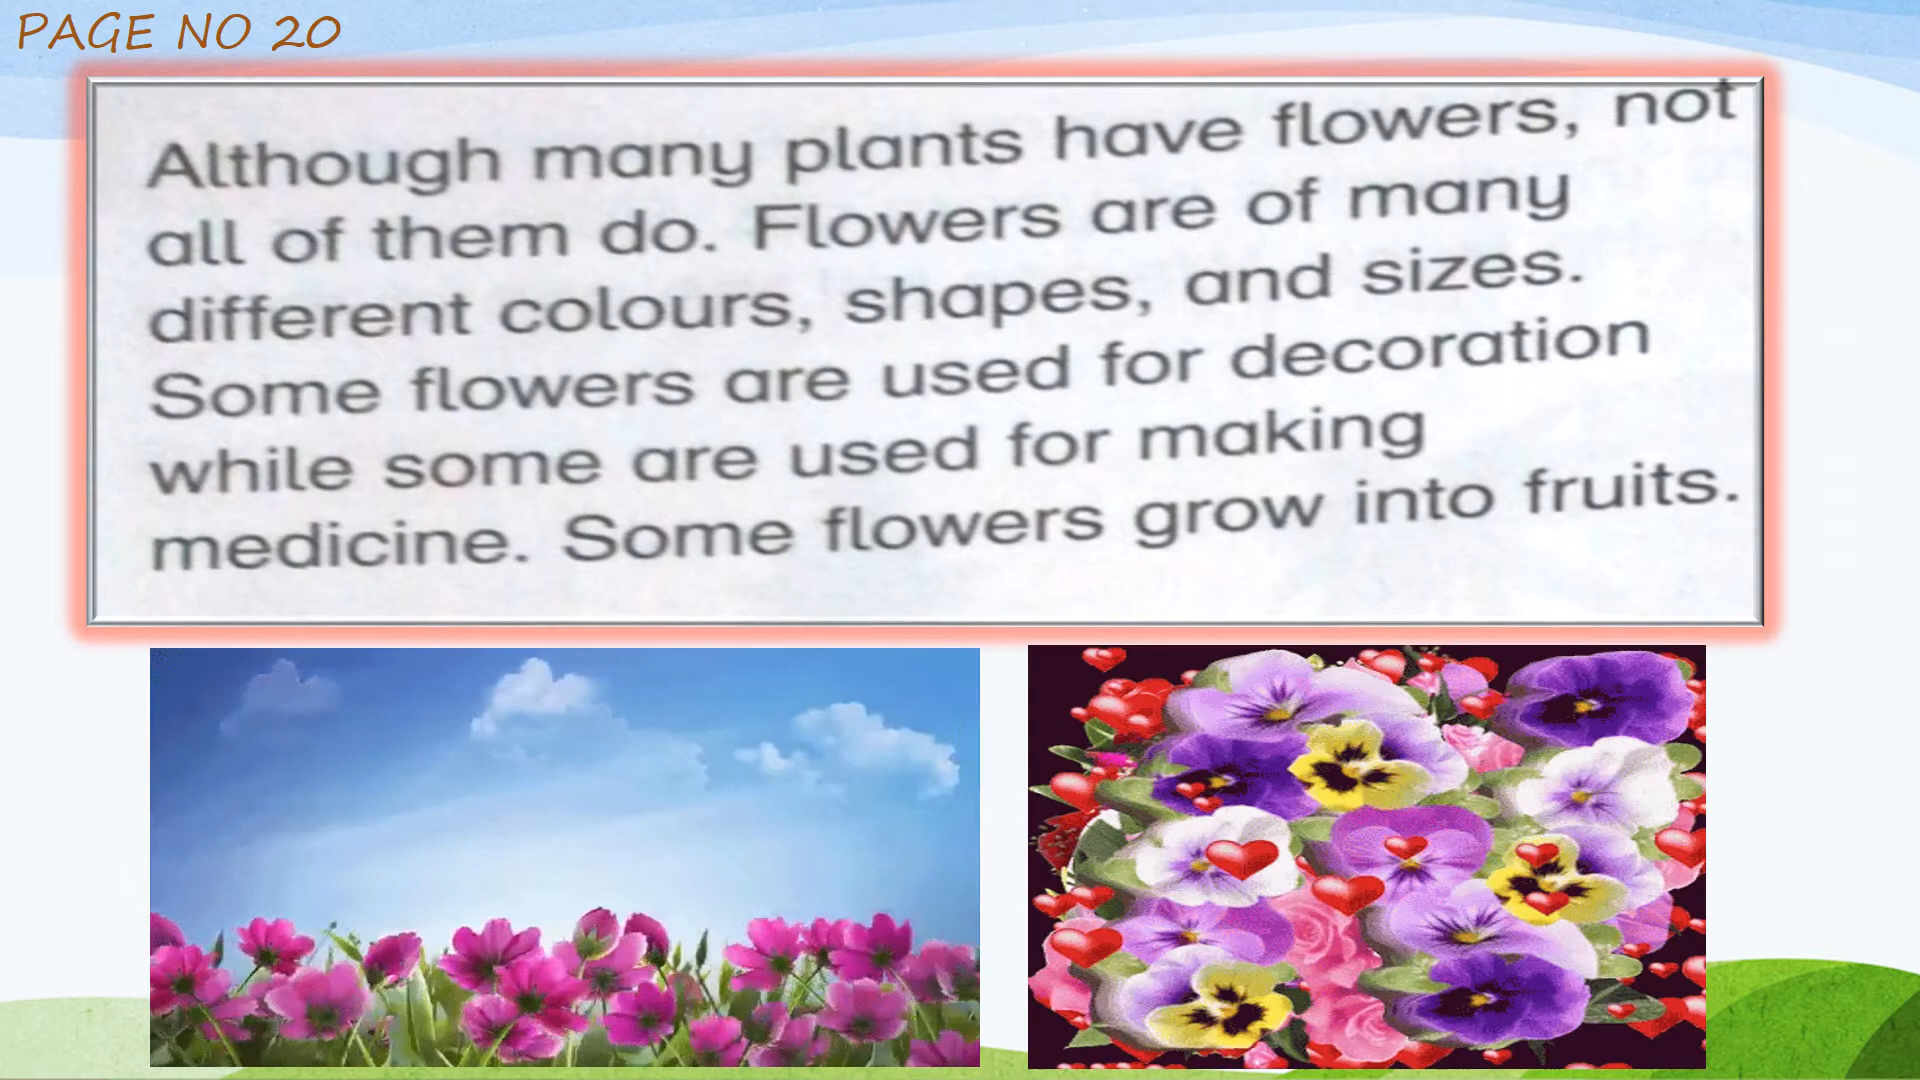 PAGE NO 20
Although many plants have flowers, not
all of them do. Flowers are of many
different colours, shapes, and sizes.
Some flowers are used for decoration
while some are used for making
medicine. Some flowers grow into fruits.